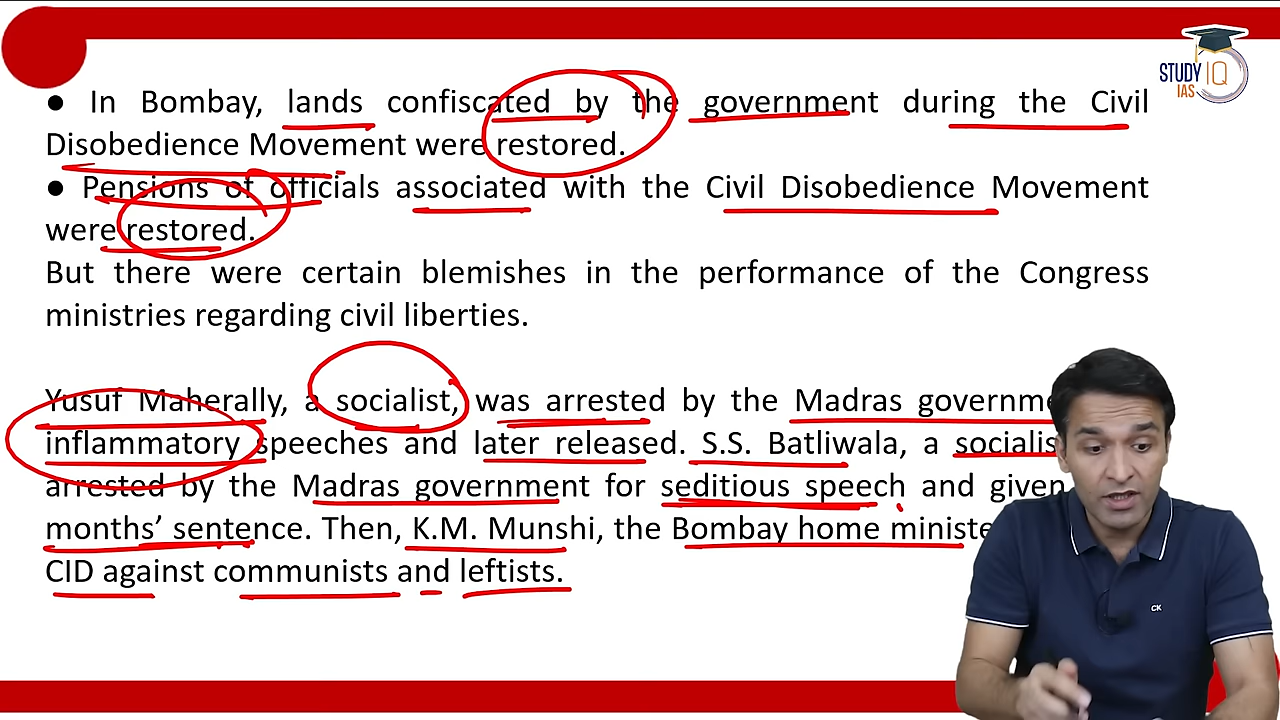 STUDY IQ
IAS
● In Bombay, lands confiscated by the government during the Civil
Disobedience Movement were restored.
● Pensions of officials associated with the Civil Disobedience Movement
were restored.
But there were certain blemishes in the performance of the Congress
ministries regarding civil liberties.
Yusuf Maherally, a socialist, was arrested by the Madras
inflammatory speeches and later released. S.S. Batliwala, a
arrested by the Madras government for seditious speech and given
months’ sentence. Then, K.M. Munshi, the Bombay home
CID against communists and leftists.
CK